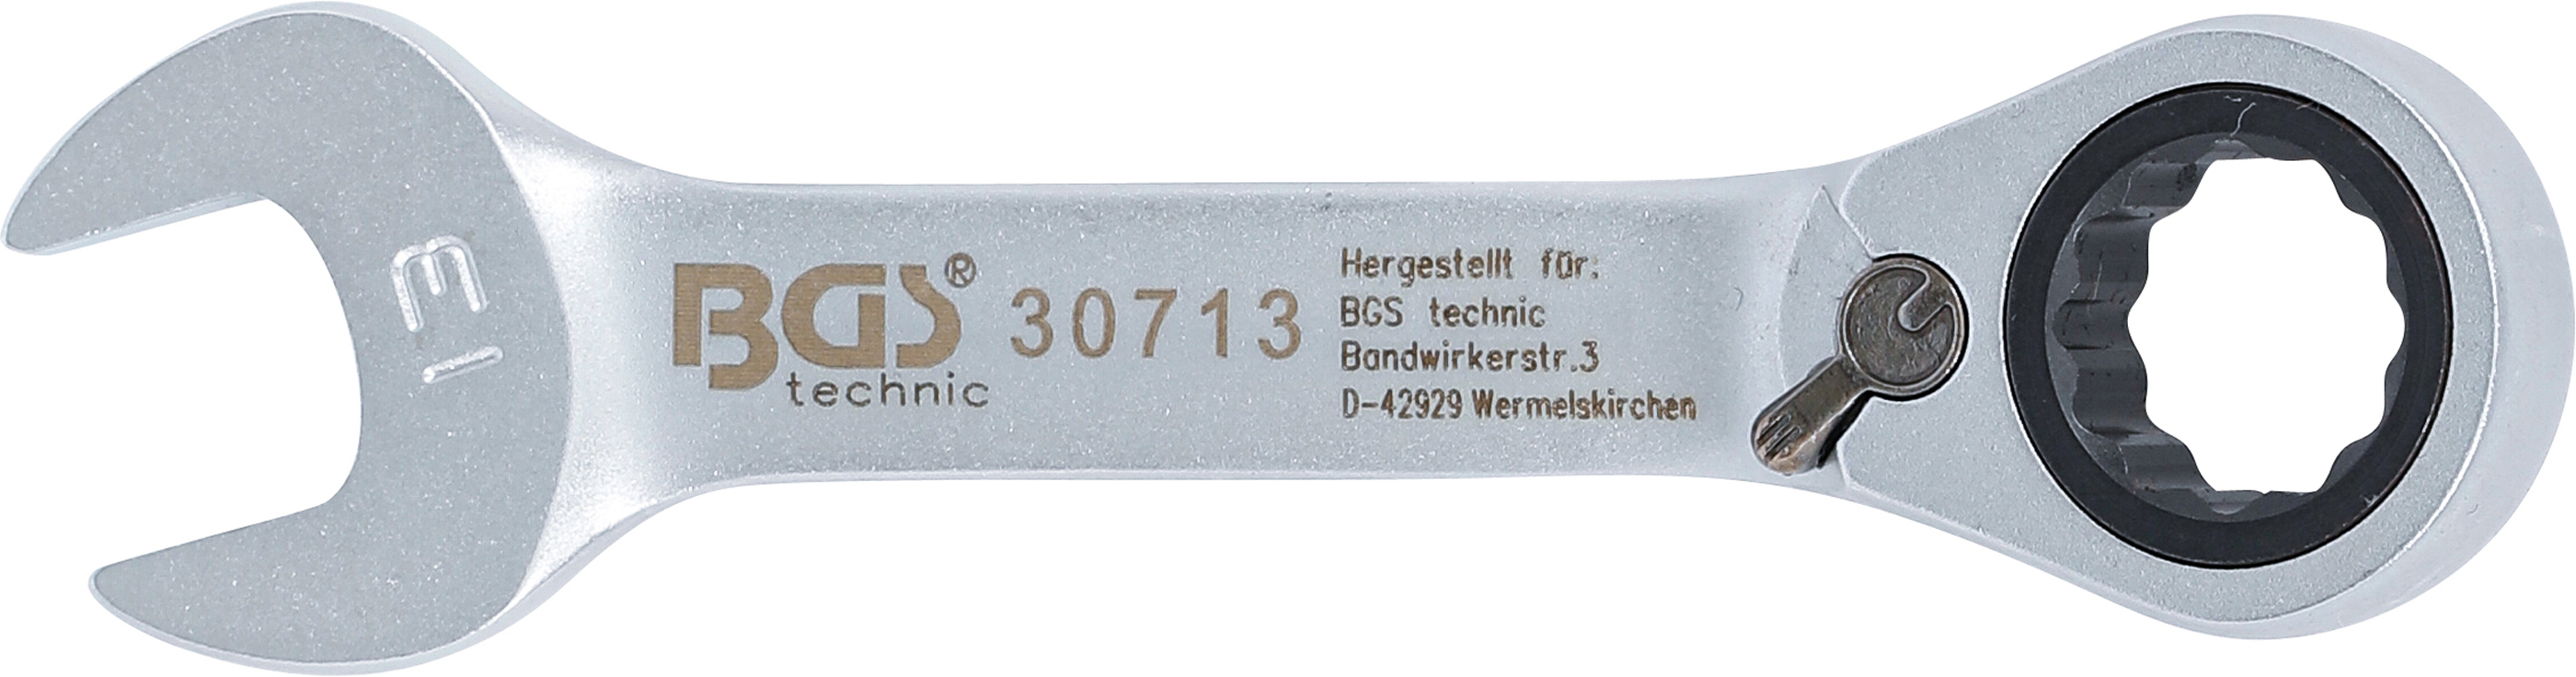 13
BGS®
technic
30713
Hergestellt für:
BGS technic
Bandwirkerstr.3
D-42929 Wermelskirchen